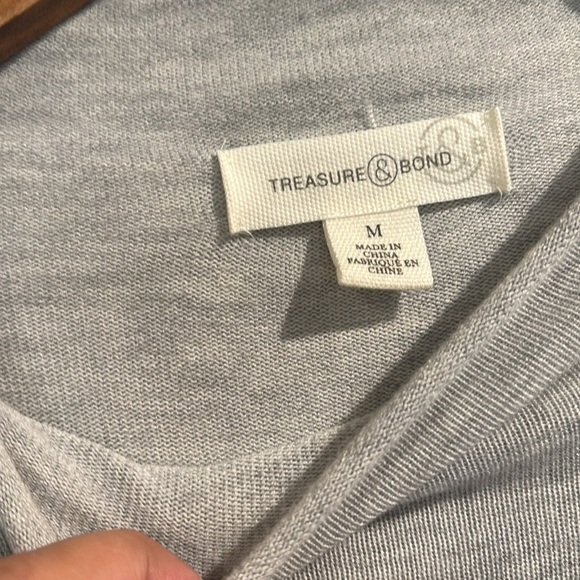 TREASURE & BOND
T & B
M
MADE IN
CHINA
FABRIQUÉ EN
CHINE